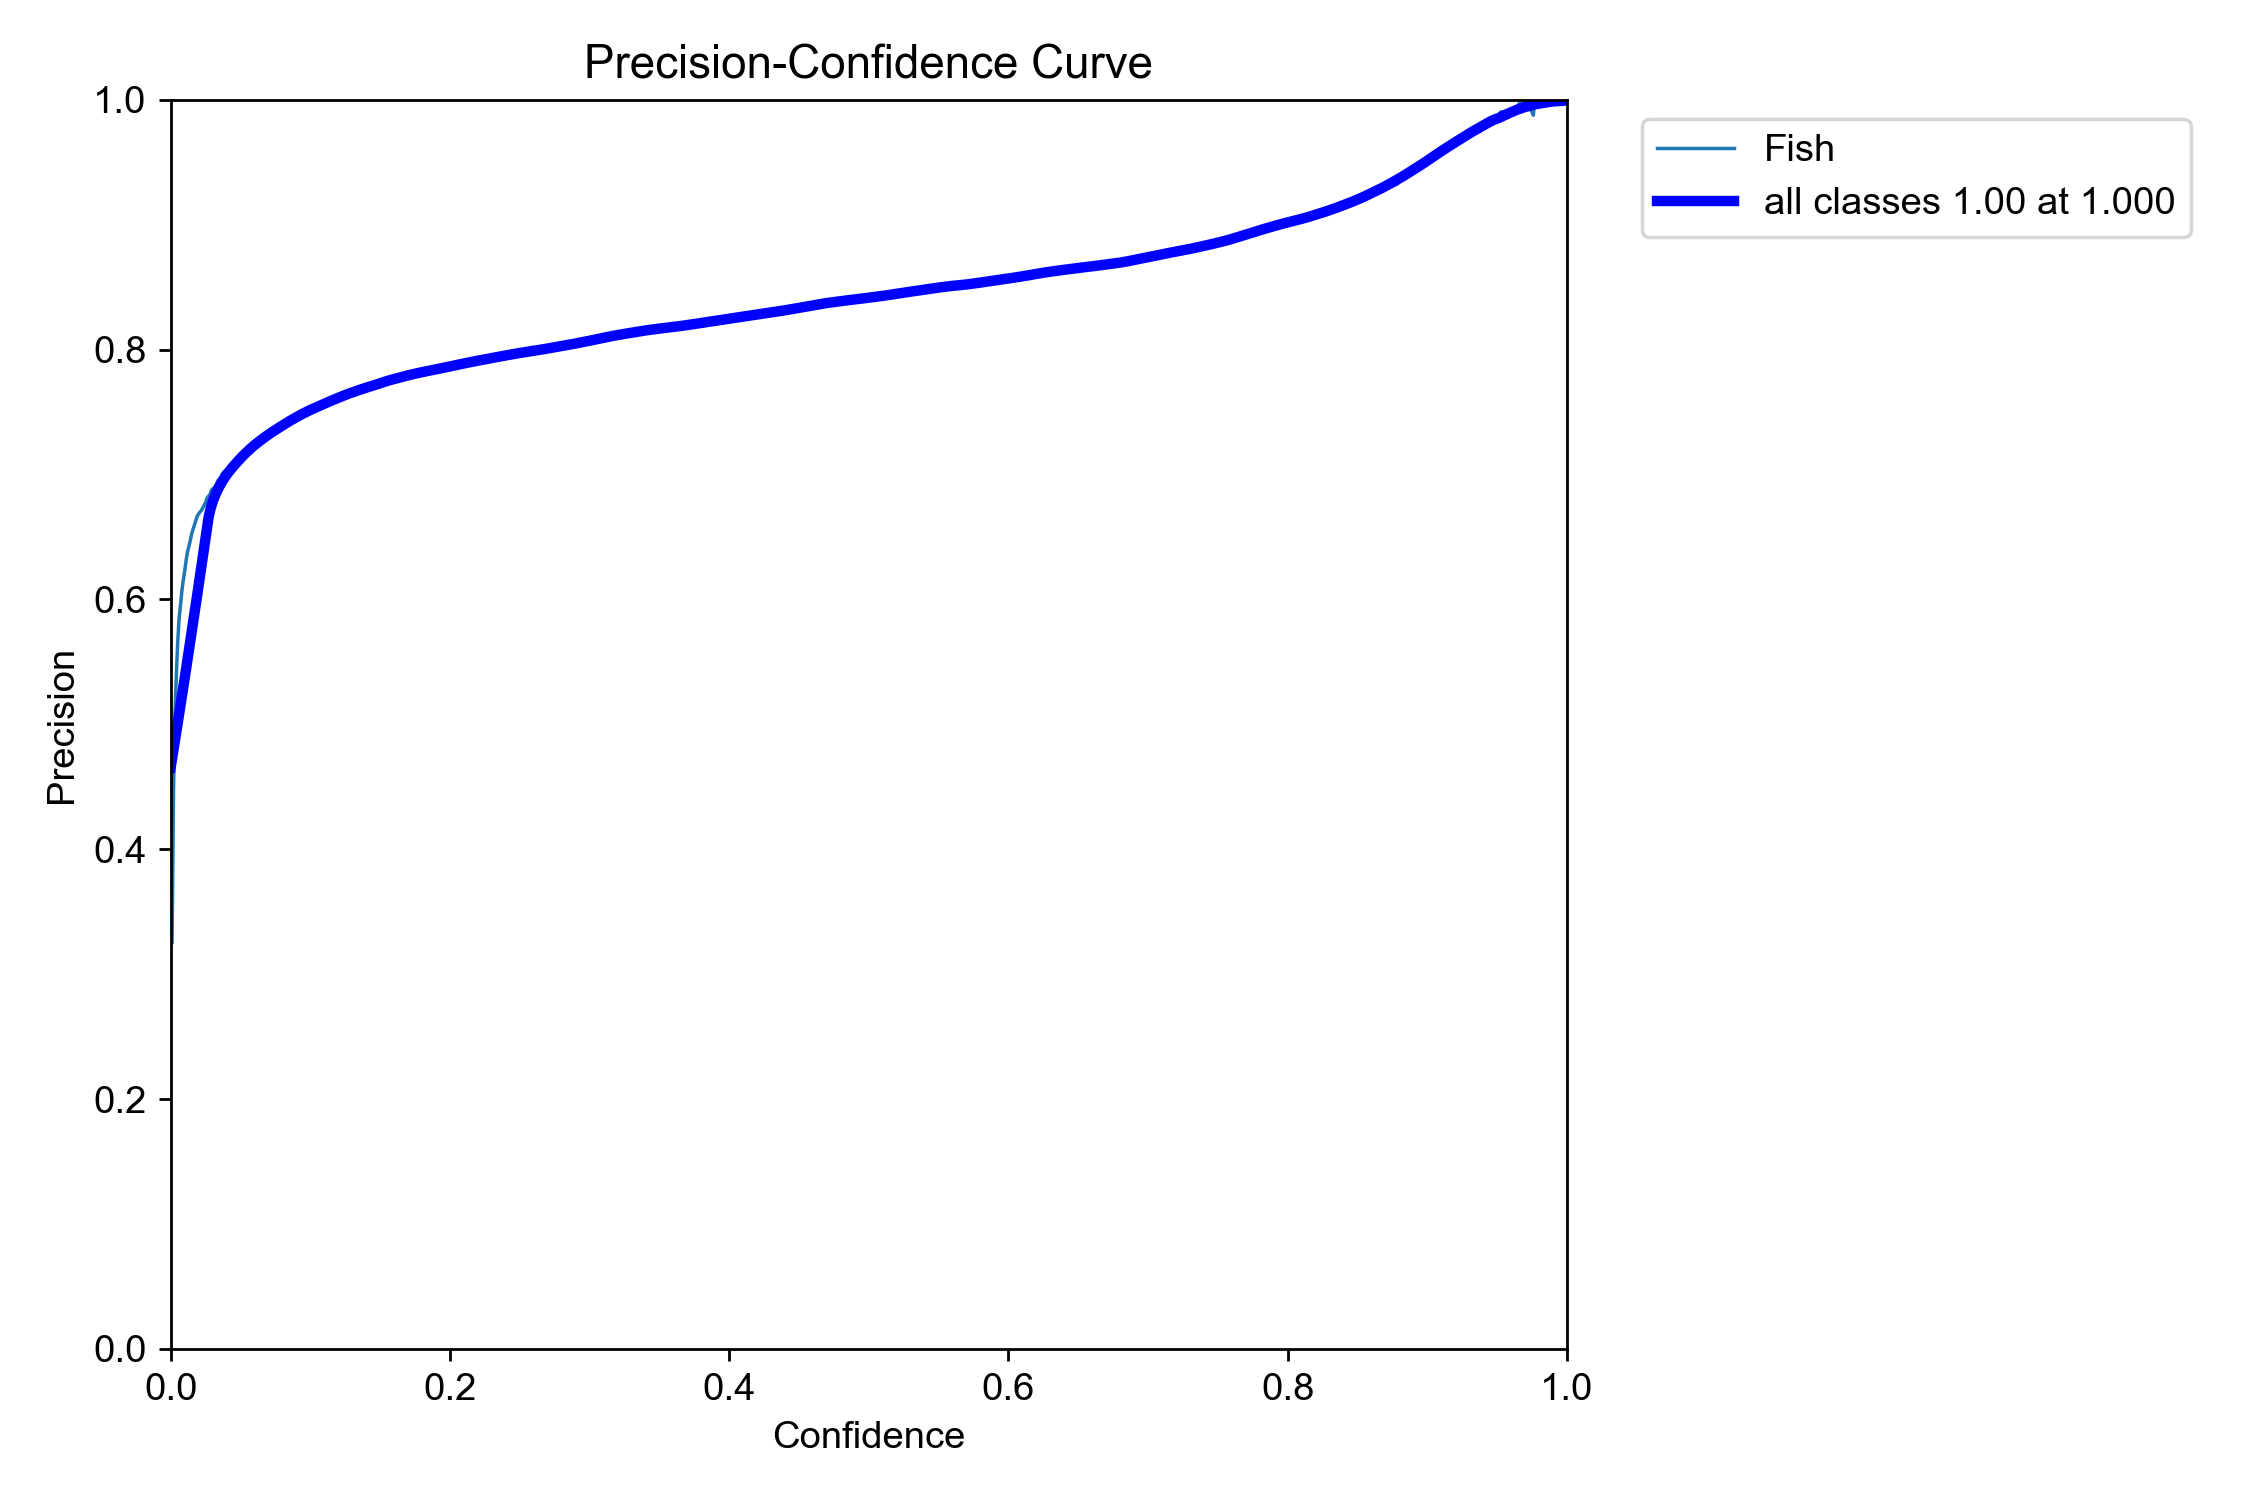 Precision-Confidence Curve
1.0
0.8
0.6
0.4
0.2
0.0
Precision
0.0 0.2 0.4 0.6 0.8 1.0
Confidence
Fish
all classes 1.00 at 1.000